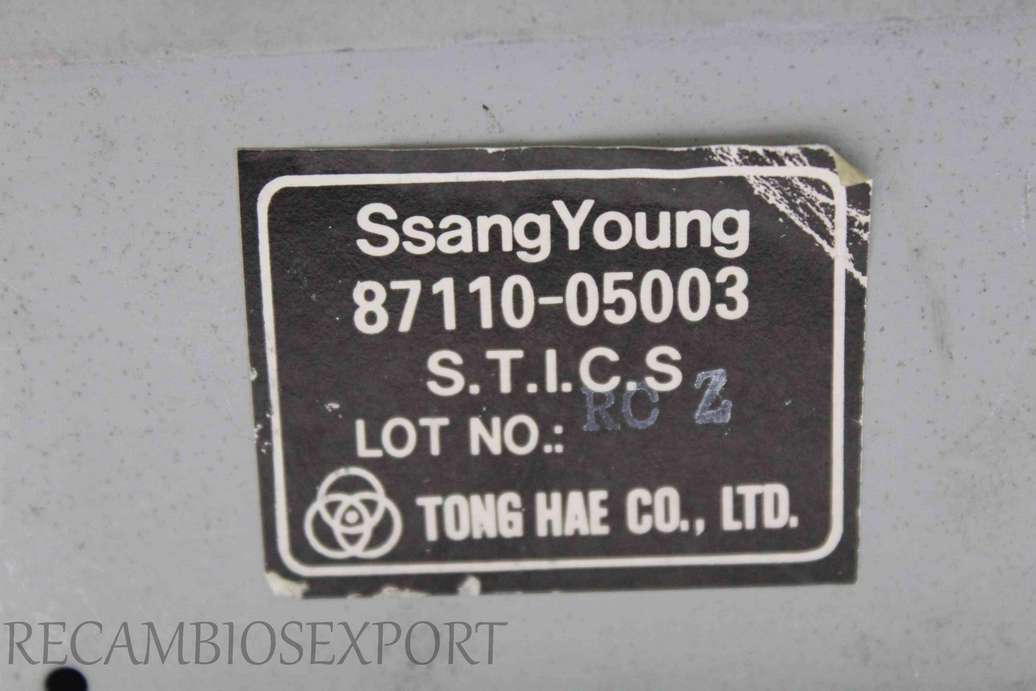 SsangYoung
87110-05003
S.T.I.C.S
LOT NO.: RC Z
TONG HAE CO., LTD.
RECAMBIOSEXPORT